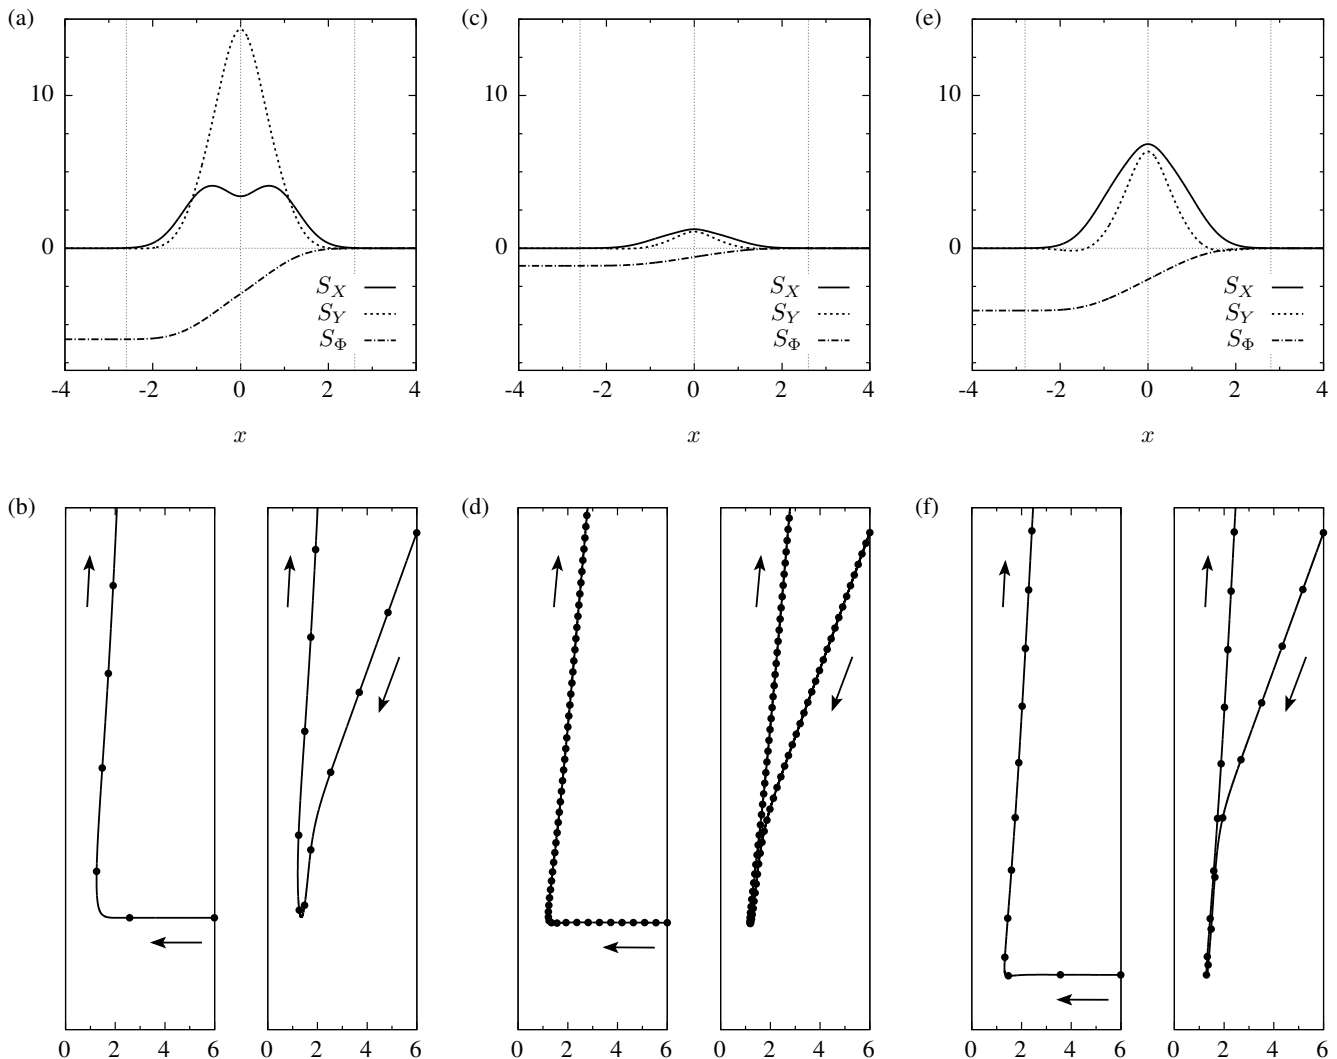 (a) (c) (e)
10 10 10
0 0 0
S_X S_X S_X
S_Y S_Y S_Y
S_Φ S_Φ S_Φ
-4 -2 0 2 4 -4 -2 0 2 4 -4 -2 0 2 4
x x x
(b) (d) (f)
0 2 4 6 0 2 4 6 0 2 4 6 0 2 4 6 0 2 4 6 0 2 4 6